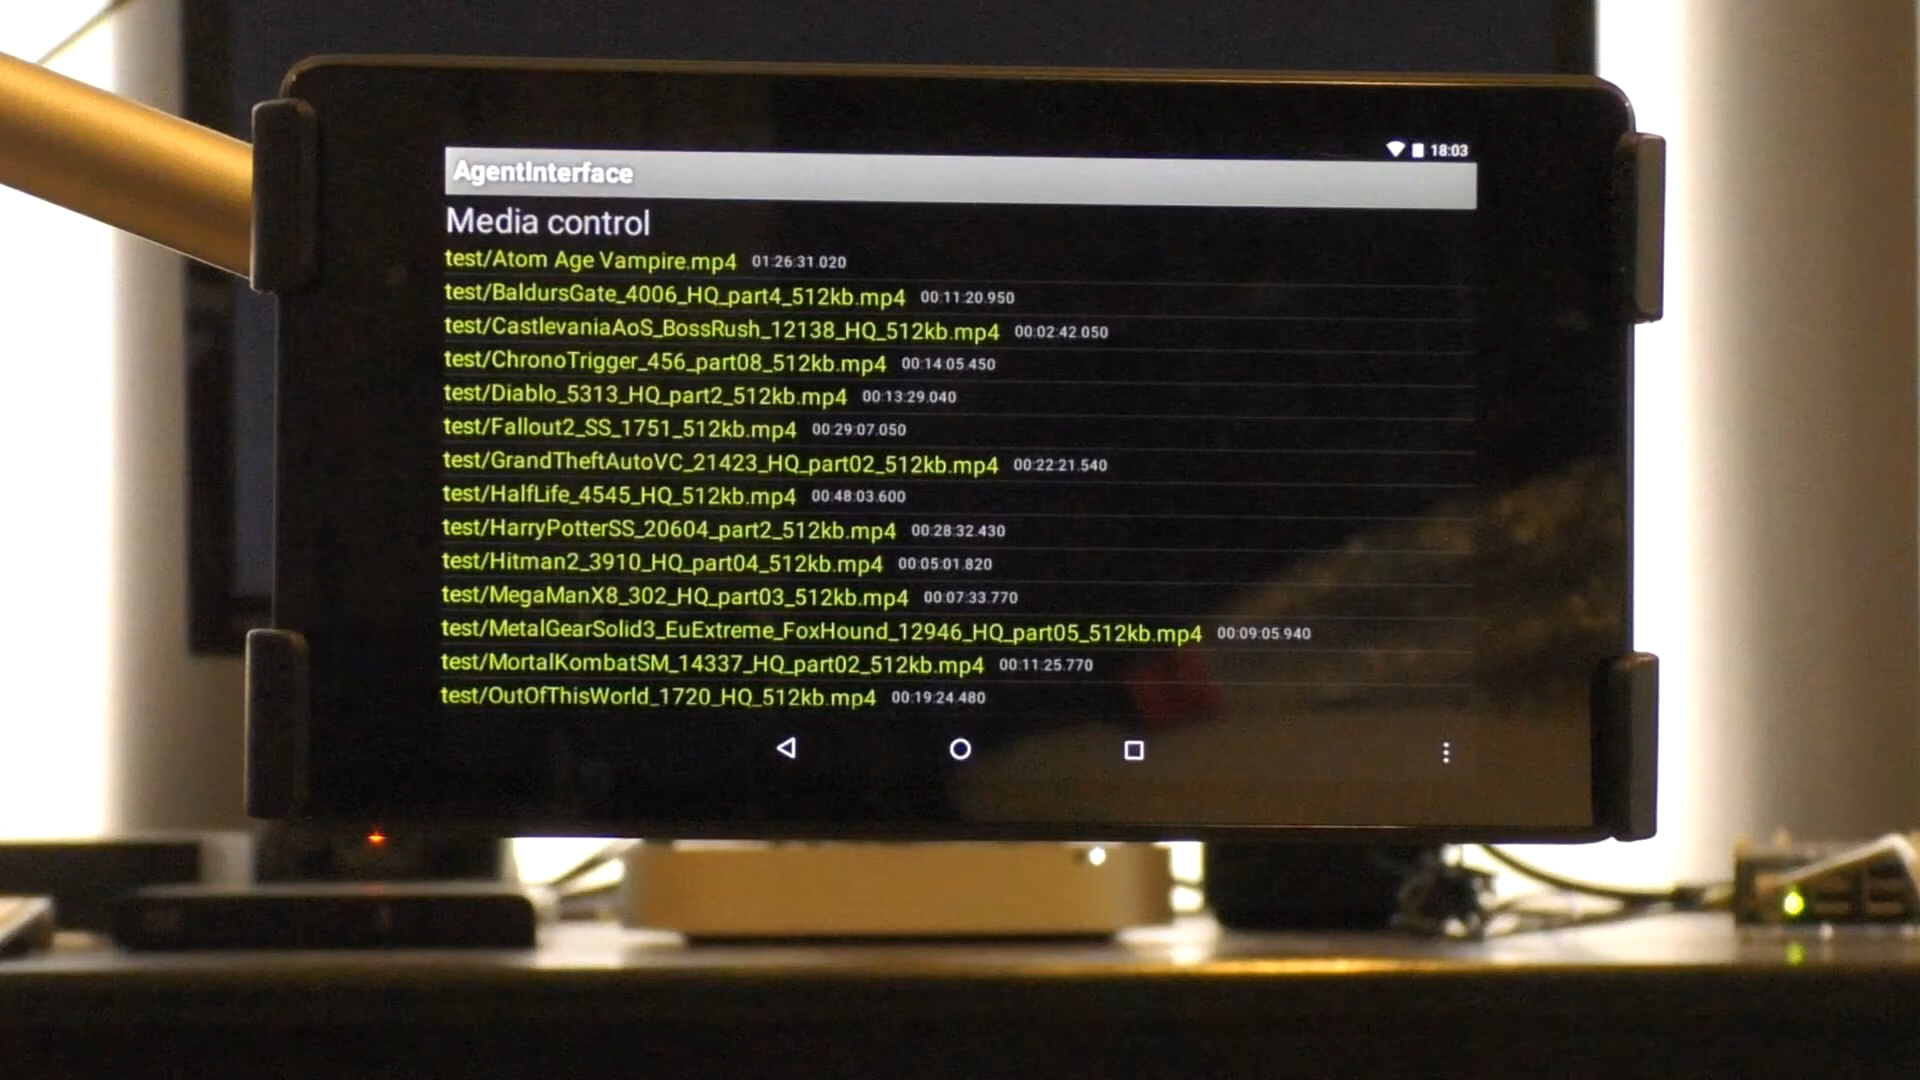 18:03
AgentInterface
Media control
test/Atom Age Vampire.mp4 01:26:31.020
test/BaldursGate_4006_HQ_part4_512kb.mp4 00:11:20.950
test/CastlevaniaAoS_BossRush_12138_HQ_512kb.mp4 00:02:42.050
test/ChronoTrigger_456_part08_512kb.mp4 00:14:05.450
test/Diablo_5313_HQ_part2_512kb.mp4 00:13:29.040
test/Fallout2_SS_1751_512kb.mp4 00:29:07.050
test/GrandTheftAutoVC_21423_HQ_part02_512kb.mp4 00:22:21.540
test/HalfLife_4545_HQ_512kb.mp4 00:48:03.600
test/HarryPotterSS_20604_part2_512kb.mp4 00:28:32.430
test/Hitman2_3910_HQ_part04_512kb.mp4 00:05:01.820
test/MegaManX8_302_HQ_part03_512kb.mp4 00:07:33.770
test/MetalGearSolid3_EuExtreme_FoxHound_12946_HQ_part05_512kb.mp4 00:09:05.940
test/MortalKombatSM_14337_HQ_part02_512kb.mp4 00:11:25.770
test/OutOfThisWorld_1720_HQ_512kb.mp4 00:19:24.480